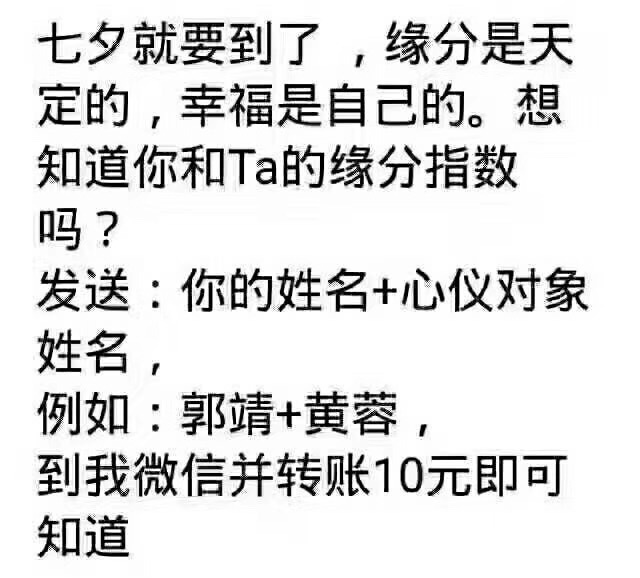 七夕就要到了 ，缘分是天
定的，幸福是自己的。想
知道你和Ta的缘分指数
吗？
发送：你的姓名+心仪对象
姓名，
例如：郭靖+黄蓉，
到我微信并转账10元即可
知道